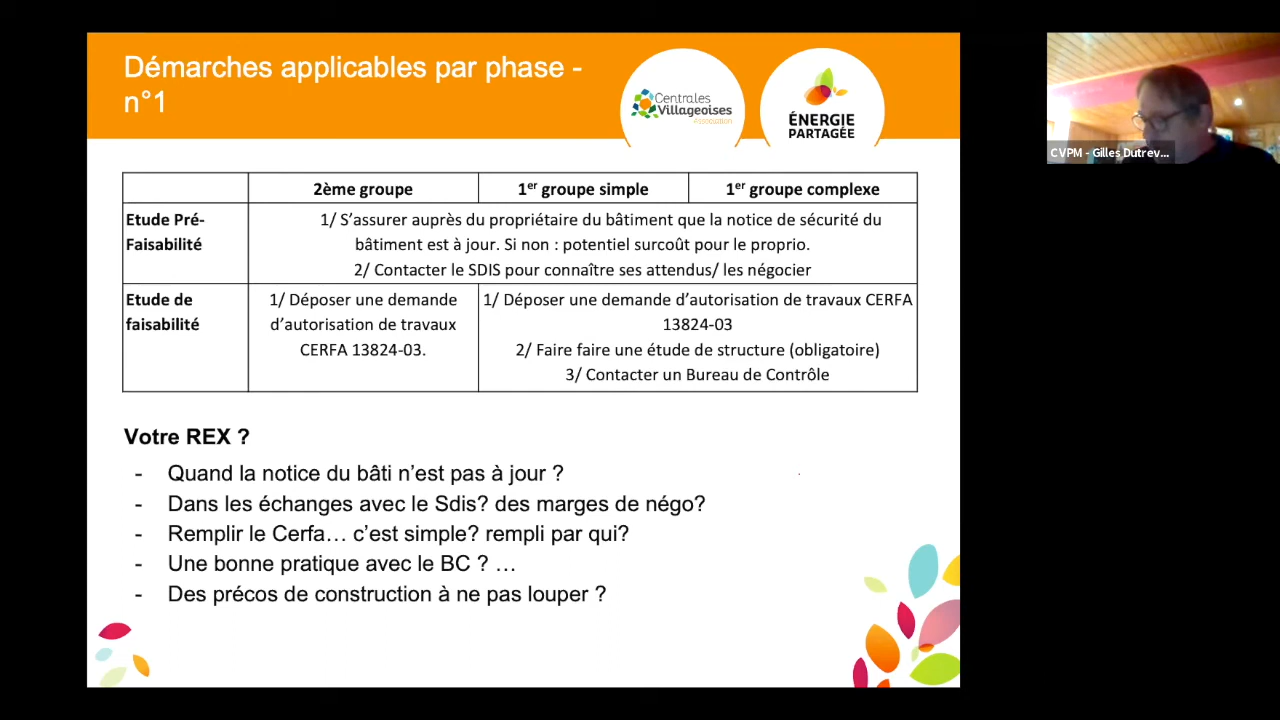 Démarches applicables par phase -
n°1
Centrales
Villageoises
Association
ÉNERGIE
PARTAGÉE
CVPM - Gilles Dutrev...
2ème groupe
1er groupe simple
1er groupe complexe
Etude Pré-
Faisabilité
1/ S’assurer auprès du propriétaire du bâtiment que la notice de sécurité du
bâtiment est à jour. Si non : potentiel surcoût pour le proprio.
2/ Contacter le SDIS pour connaître ses attendus/ les négocier
Etude de
faisabilité
1/ Déposer une demande
d’autorisation de travaux
CERFA 13824-03.
1/ Déposer une demande d’autorisation de travaux CERFA
13824-03
2/ Faire faire une étude de structure (obligatoire)
3/ Contacter un Bureau de Contrôle
Votre REX ?
- Quand la notice du bâti n’est pas à jour ?
- Dans les échanges avec le Sdis? des marges de négo?
- Remplir le Cerfa… c’est simple? rempli par qui?
- Une bonne pratique avec le BC ? …
- Des précos de construction à ne pas louper ?